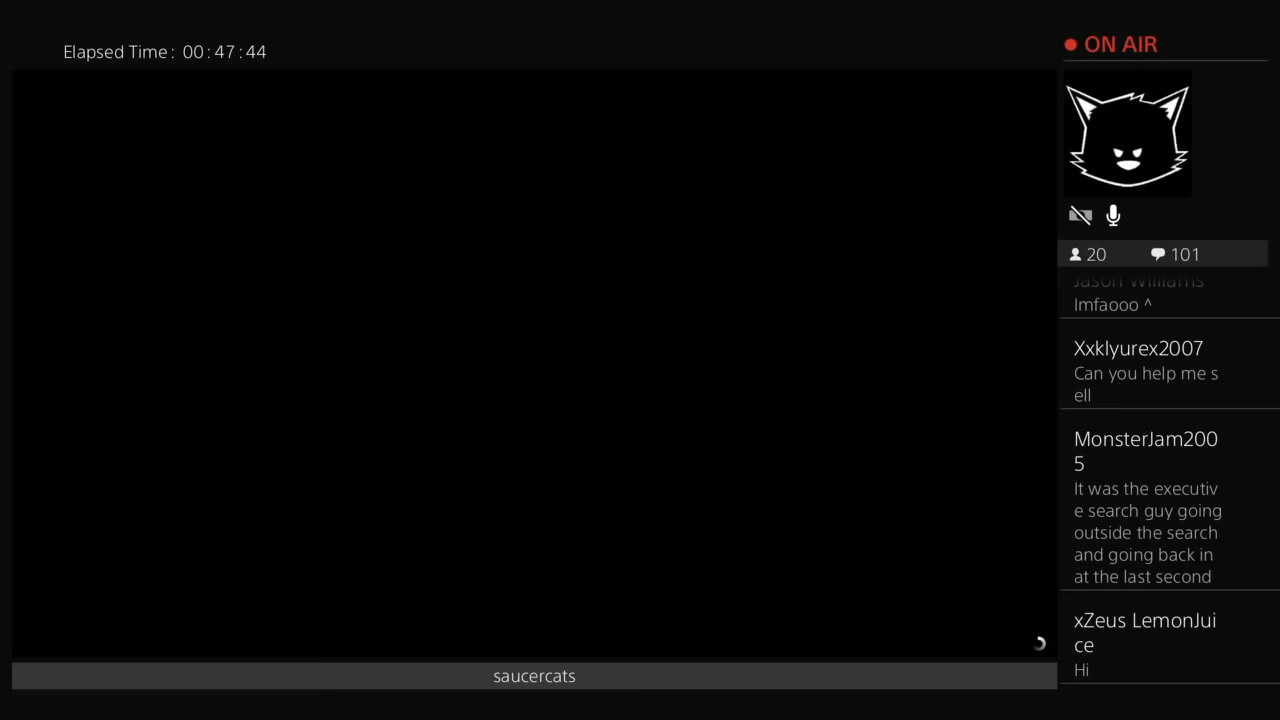 Elapsed Time: 00:47:44
ON AIR
20 101
Jason Williams
lmfaooo ^
Xxklyurex2007
Can you help me s
ell
MonsterJam200
5
It was the executiv
e search guy going
outside the search
and going back in
at the last second
xZeus LemonJui
ce
Hi
saucercats